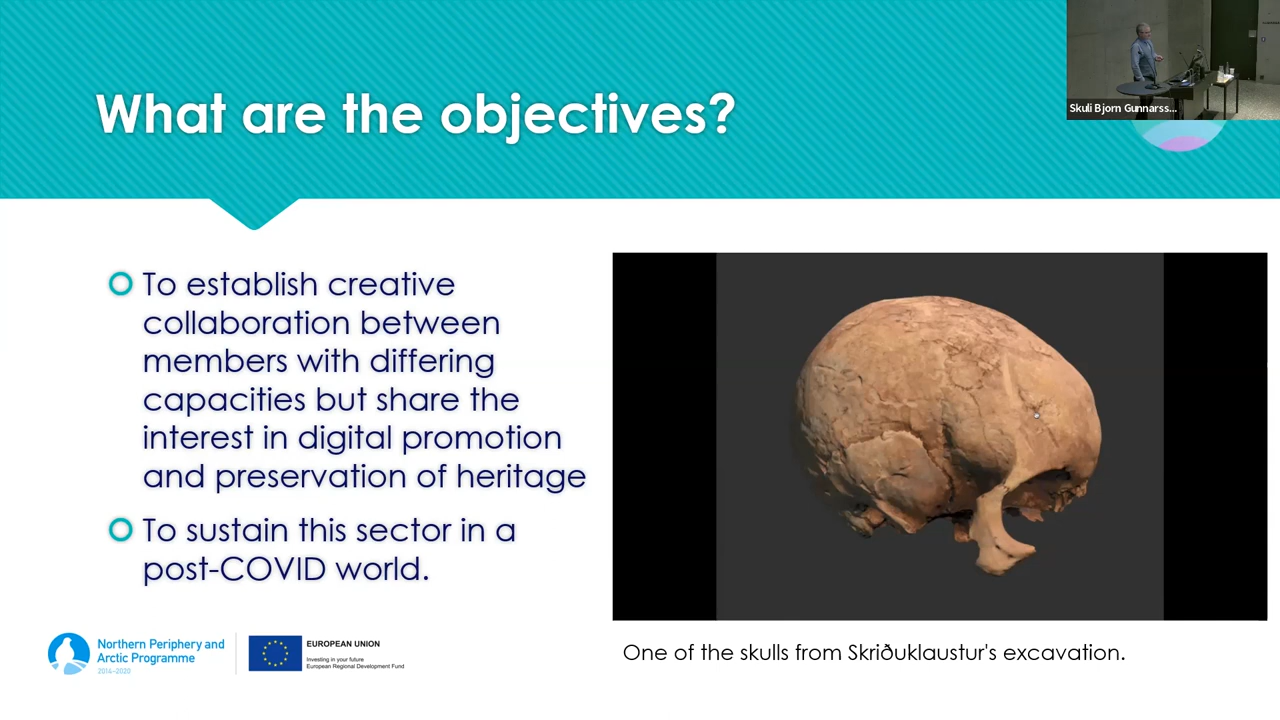 What are the objectives?
Skuli Bjorn Gunnarss...
To establish creative
collaboration between
members with differing
capacities but share the
interest in digital promotion
and preservation of heritage
To sustain this sector in a
post-COVID world.
One of the skulls from Skriðuklaustur's excavation.
Northern Periphery and
Arctic Programme
2014–2020
EUROPEAN UNION
Investing in your future
European Regional Development Fund